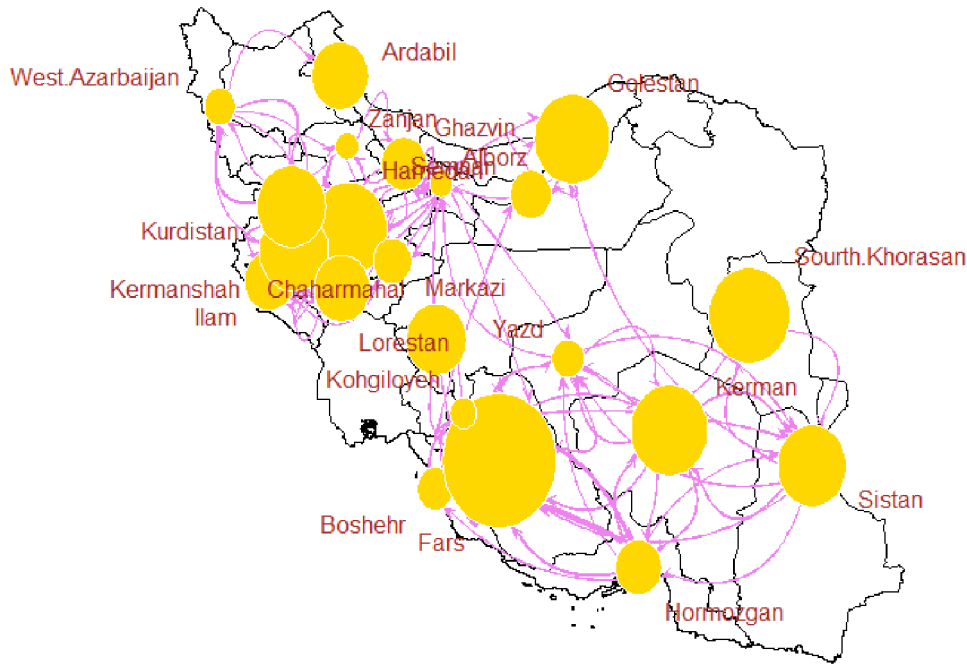 Ardabil
West.Azarbaijan
Golestan
Zanjan
Ghazvin
Alborz
Semnan
Hamedan
Kurdistan
Sourth.Khorasan
Kermanshah
Chaharmahal
Markazi
Ilam
Yazd
Lorestan
Kohgiloyeh
Kerman
Sistan
Boshehr
Fars
Hormozgan